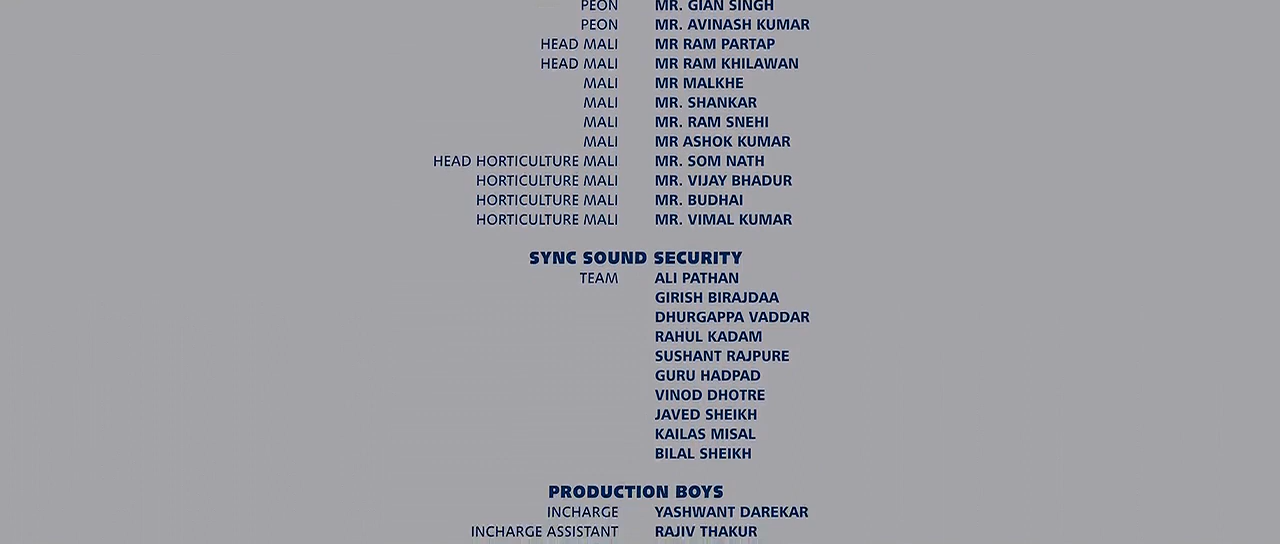 PEON MR. GIAN SINGH
PEON MR. AVINASH KUMAR
HEAD MALI MR RAM PARTAP
HEAD MALI MR RAM KHILAWAN
MALI MR MALKHE
MALI MR. SHANKAR
MALI MR. RAM SNEHI
MALI MR ASHOK KUMAR
HEAD HORTICULTURE MALI MR. SOM NATH
HORTICULTURE MALI MR. VIJAY BHADUR
HORTICULTURE MALI MR. BUDHAI
HORTICULTURE MALI MR. VIMAL KUMAR
SYNC SOUND SECURITY
TEAM ALI PATHAN
GIRISH BIRAJDAA
DHURGAPPA VADDAR
RAHUL KADAM
SUSHANT RAJPURE
GURU HADPAD
VINOD DHOTRE
JAVED SHEIKH
KAILAS MISAL
BILAL SHEIKH
PRODUCTION BOYS
INCHARGE YASHWANT DAREKAR
INCHARGE ASSISTANT RAJIV THAKUR